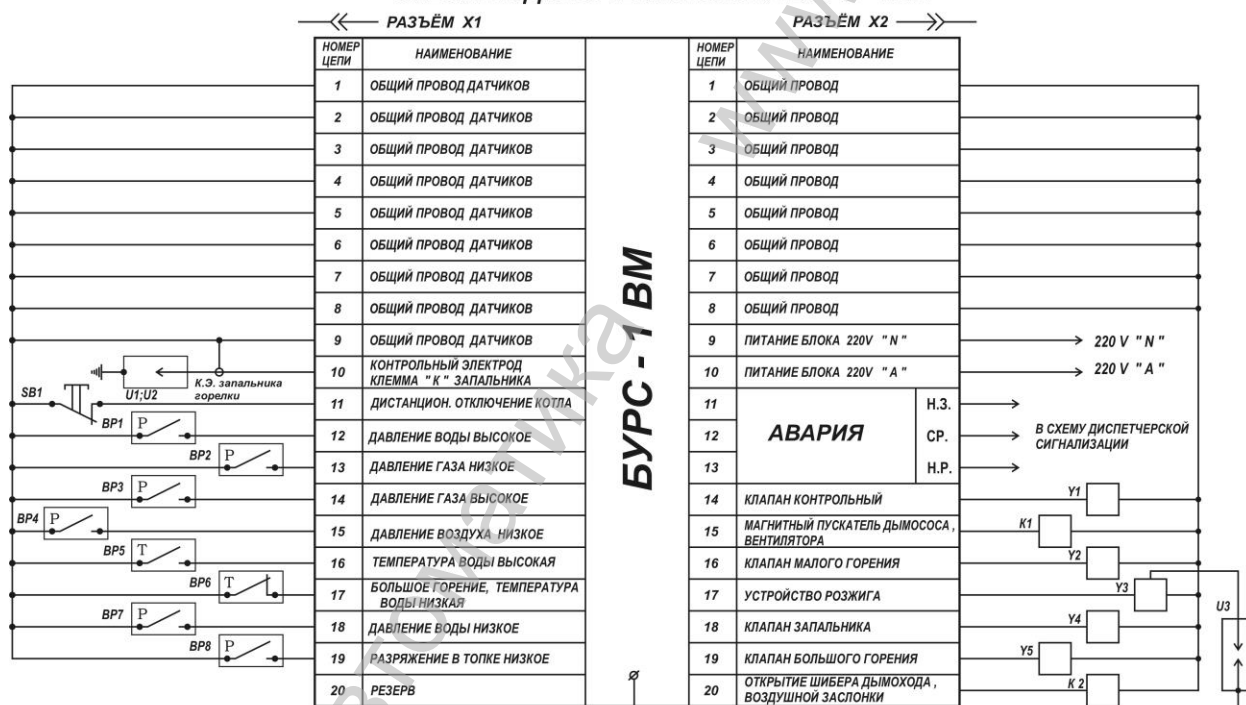 РАЗЪЁМ X1
РАЗЪЁМ X2
НОМЕР ЦЕПИ НАИМЕНОВАНИЕ
НОМЕР ЦЕПИ НАИМЕНОВАНИЕ
1 ОБЩИЙ ПРОВОД ДАТЧИКОВ
2 ОБЩИЙ ПРОВОД ДАТЧИКОВ
3 ОБЩИЙ ПРОВОД ДАТЧИКОВ
4 ОБЩИЙ ПРОВОД ДАТЧИКОВ
5 ОБЩИЙ ПРОВОД ДАТЧИКОВ
6 ОБЩИЙ ПРОВОД ДАТЧИКОВ
7 ОБЩИЙ ПРОВОД ДАТЧИКОВ
8 ОБЩИЙ ПРОВОД ДАТЧИКОВ
9 ОБЩИЙ ПРОВОД ДАТЧИКОВ
10 КОНТРОЛЬНЫЙ ЭЛЕКТРОД
КЛЕММА " К " ЗАПАЛЬНИКА
11 ДИСТАНЦИОН. ОТКЛЮЧЕНИЕ КОТЛА
12 ДАВЛЕНИЕ ВОДЫ ВЫСОКОЕ
13 ДАВЛЕНИЕ ГАЗА НИЗКОЕ
14 ДАВЛЕНИЕ ГАЗА ВЫСОКОЕ
15 ДАВЛЕНИЕ ВОЗДУХА НИЗКОЕ
16 ТЕМПЕРАТУРА ВОДЫ ВЫСОКАЯ
17 БОЛЬШОЕ ГОРЕНИЕ, ТЕМПЕРАТУРА
ВОДЫ НИЗКАЯ
18 ДАВЛЕНИЕ ВОДЫ НИЗКОЕ
19 РАЗРЯЖЕНИЕ В ТОПКЕ НИЗКОЕ
20 РЕЗЕРВ
К.Э. запальника
горелки
U1;U2
SB1
BP1 P
BP2 P
BP3 P
BP4 P
BP5 T
BP6 T
BP7 P
BP8 P
БУРС - 1 ВМ
1 ОБЩИЙ ПРОВОД
2 ОБЩИЙ ПРОВОД
3 ОБЩИЙ ПРОВОД
4 ОБЩИЙ ПРОВОД
5 ОБЩИЙ ПРОВОД
6 ОБЩИЙ ПРОВОД
7 ОБЩИЙ ПРОВОД
8 ОБЩИЙ ПРОВОД
9 ПИТАНИЕ БЛОКА 220V " N "
220 V " N "
10 ПИТАНИЕ БЛОКА 220V " A "
220 V " A "
11 Н.З.
12 АВАРИЯ СР.
13 Н.Р.
В СХЕМУ ДИСПЕТЧЕРСКОЙ
СИГНАЛИЗАЦИИ
14 КЛАПАН КОНТРОЛЬНЫЙ
Y1
15 МАГНИТНЫЙ ПУСКАТЕЛЬ ДЫМОСОСА ,
ВЕНТИЛЯТОРА
K1
16 КЛАПАН МАЛОГО ГОРЕНИЯ
Y2
17 УСТРОЙСТВО РОЗЖИГА
Y3
U3
18 КЛАПАН ЗАПАЛЬНИКА
Y4
19 КЛАПАН БОЛЬШОГО ГОРЕНИЯ
Y5
20 ОТКРЫТИЕ ШИБЕРА ДЫМОХОДА ,
ВОЗДУШНОЙ ЗАСЛОНКИ
K 2